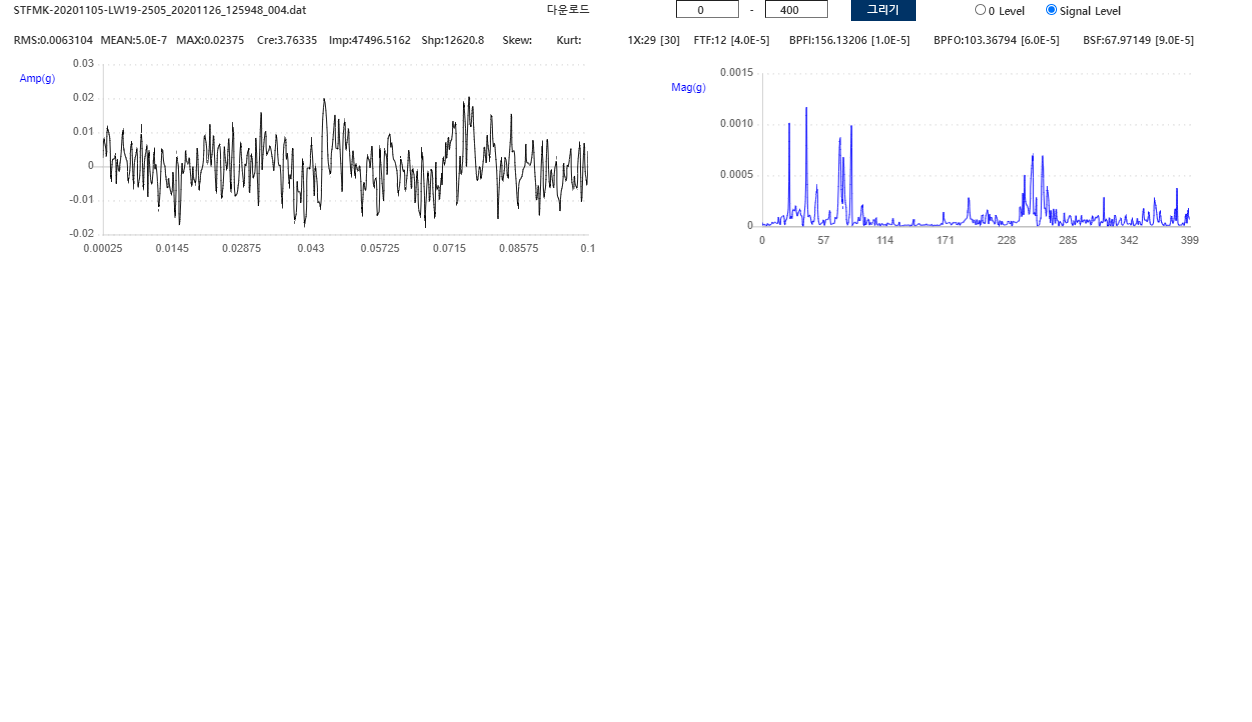 STFMK-20201105-LW19-2505_20201126_125948_004.dat 다운로드 0 - 400 그리기 0 Level Signal Level
RMS:0.0063104 MEAN:5.0E-7 MAX:0.02375 Cre:3.76335 Imp:47496.5162 Shp:12620.8 Skew: Kurt: 1X:29 [30] FTF:12 [4.0E-5] BPFI:156.13206 [1.0E-5] BPFO:103.36794 [6.0E-5] BSF:67.97149 [9.0E-5]
Amp(g)
0.03
0.02
0.01
0
-0.01
-0.02
0.00025 0.0145 0.02875 0.043 0.05725 0.0715 0.08575 0.1
Mag(g)
0.0015
0.0010
0.0005
0
0 57 114 171 228 285 342 399